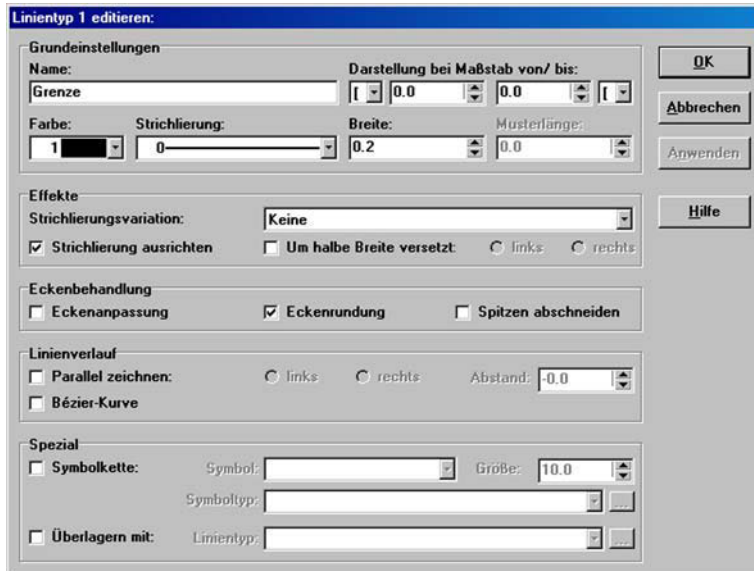 Linientyp 1 editieren:
Grundeinstellungen
Name: Darstellung bei Maßstab von/ bis:
Grenze [ 0.0 0.0 [
Farbe: Strichlierung: Breite: Musterlänge:
1 0 0.2 0.0
OK
Abbrechen
Anwenden
Hilfe
Effekte
Strichlierungsvariation: Keine
Strichlierung ausrichten Um halbe Breite versetzt: links rechts
Eckenbehandlung
Eckenanpassung Eckenrundung Spitzen abschneiden
Linienverlauf
Parallel zeichnen: links rechts Abstand: -0.0
Bézier-Kurve
Spezial
Symbolkette: Symbol: Größe: 10.0
Symboltyp: ...
Überlagern mit: Linientyp: ...